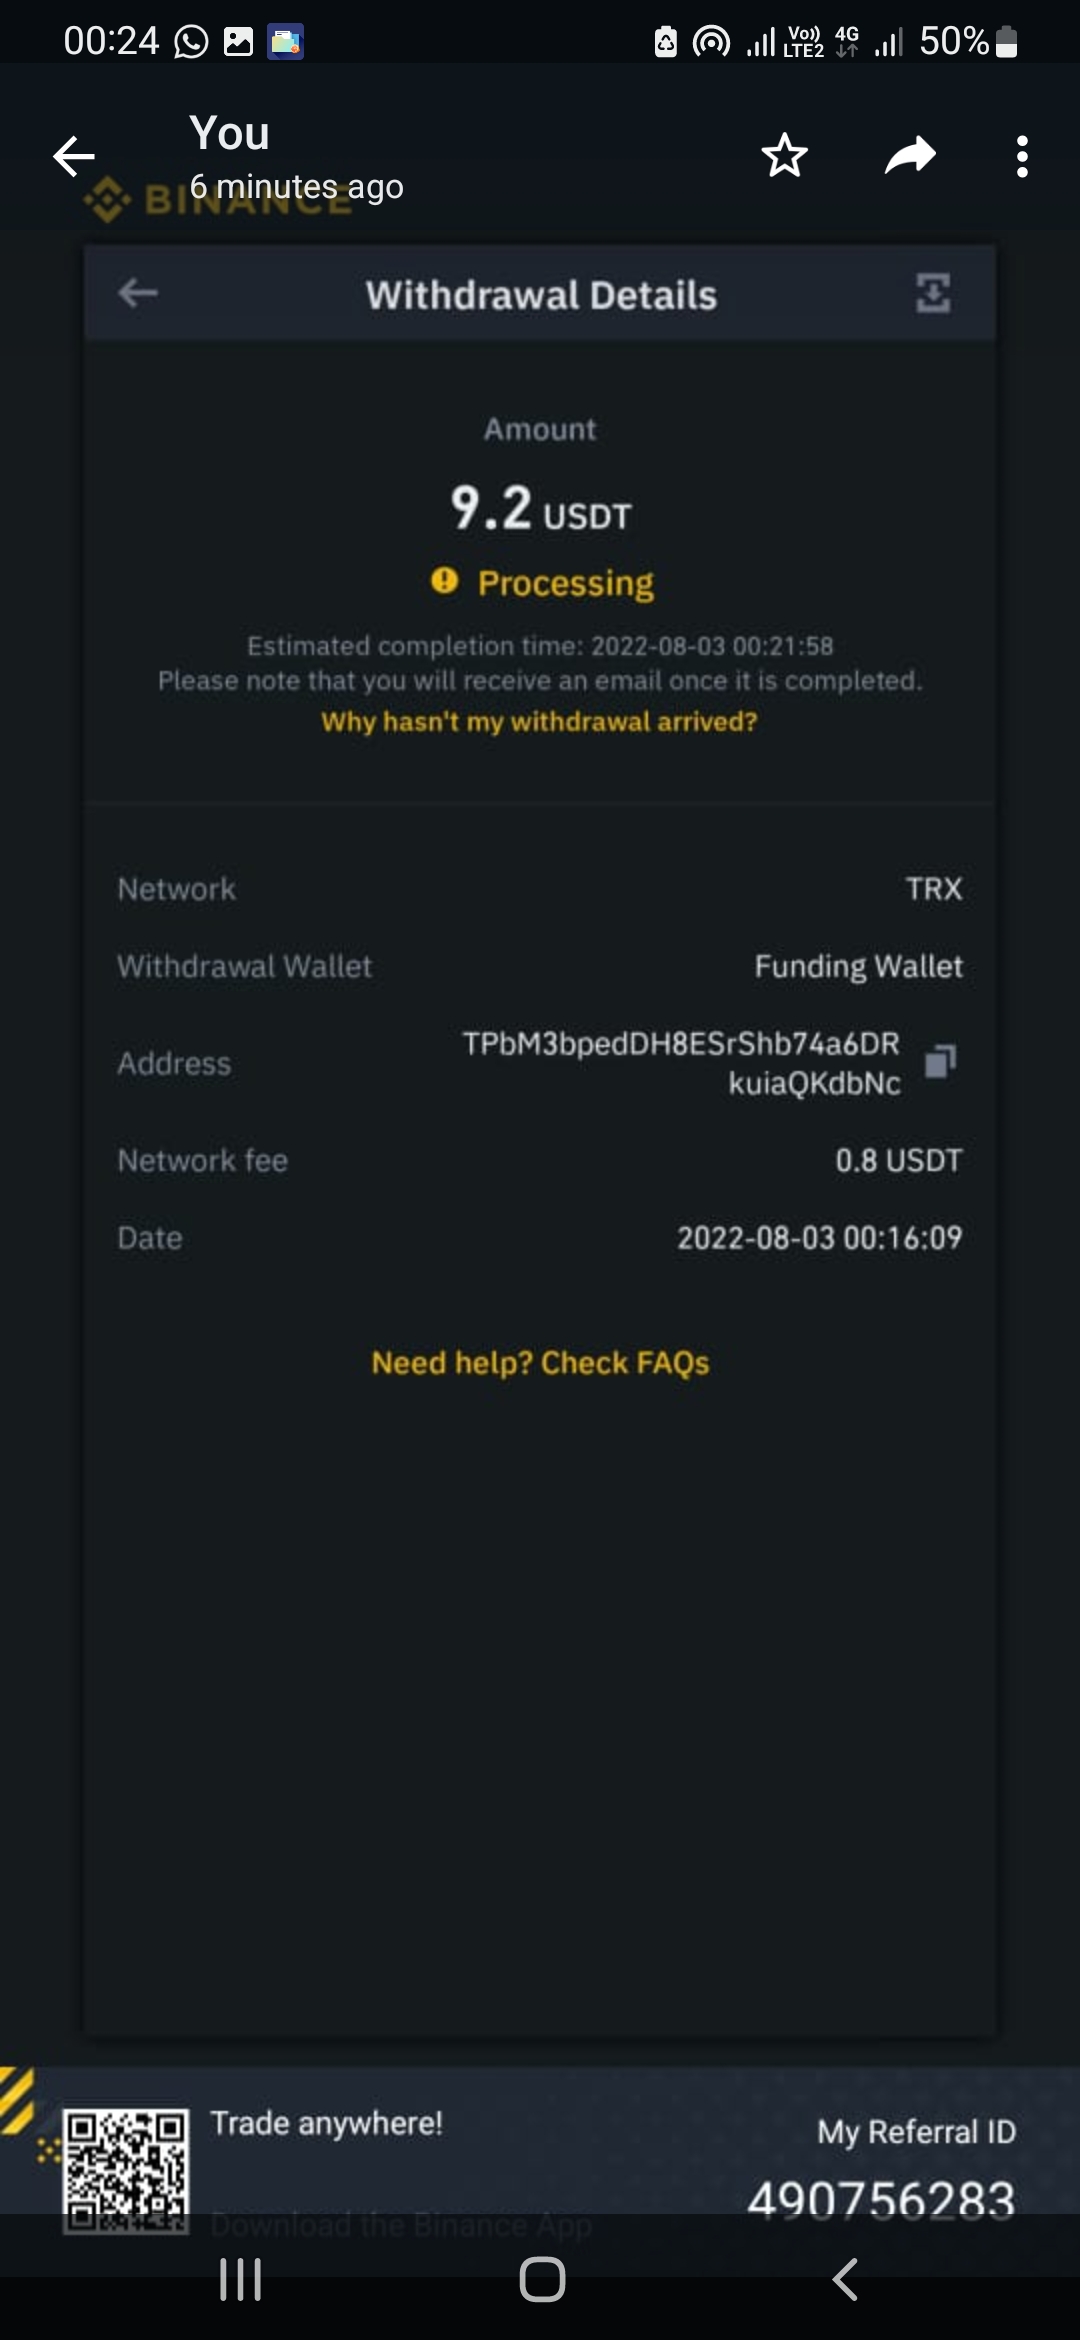 00:24
Vo)) LTE2 4G 50%
You
6 minutes ago
BINANCE
Withdrawal Details
Amount
9.2 USDT
Processing
Estimated completion time: 2022-08-03 00:21:58
Please note that you will receive an email once it is completed.
Why hasn't my withdrawal arrived?
Network TRX
Withdrawal Wallet Funding Wallet
Address TPbM3bpedDH8ESrShb74a6DR
kuiaQKdbNc
Network fee 0.8 USDT
Date 2022-08-03 00:16:09
Need help? Check FAQs
Trade anywhere!
My Referral ID
490756283
Download the Binance App